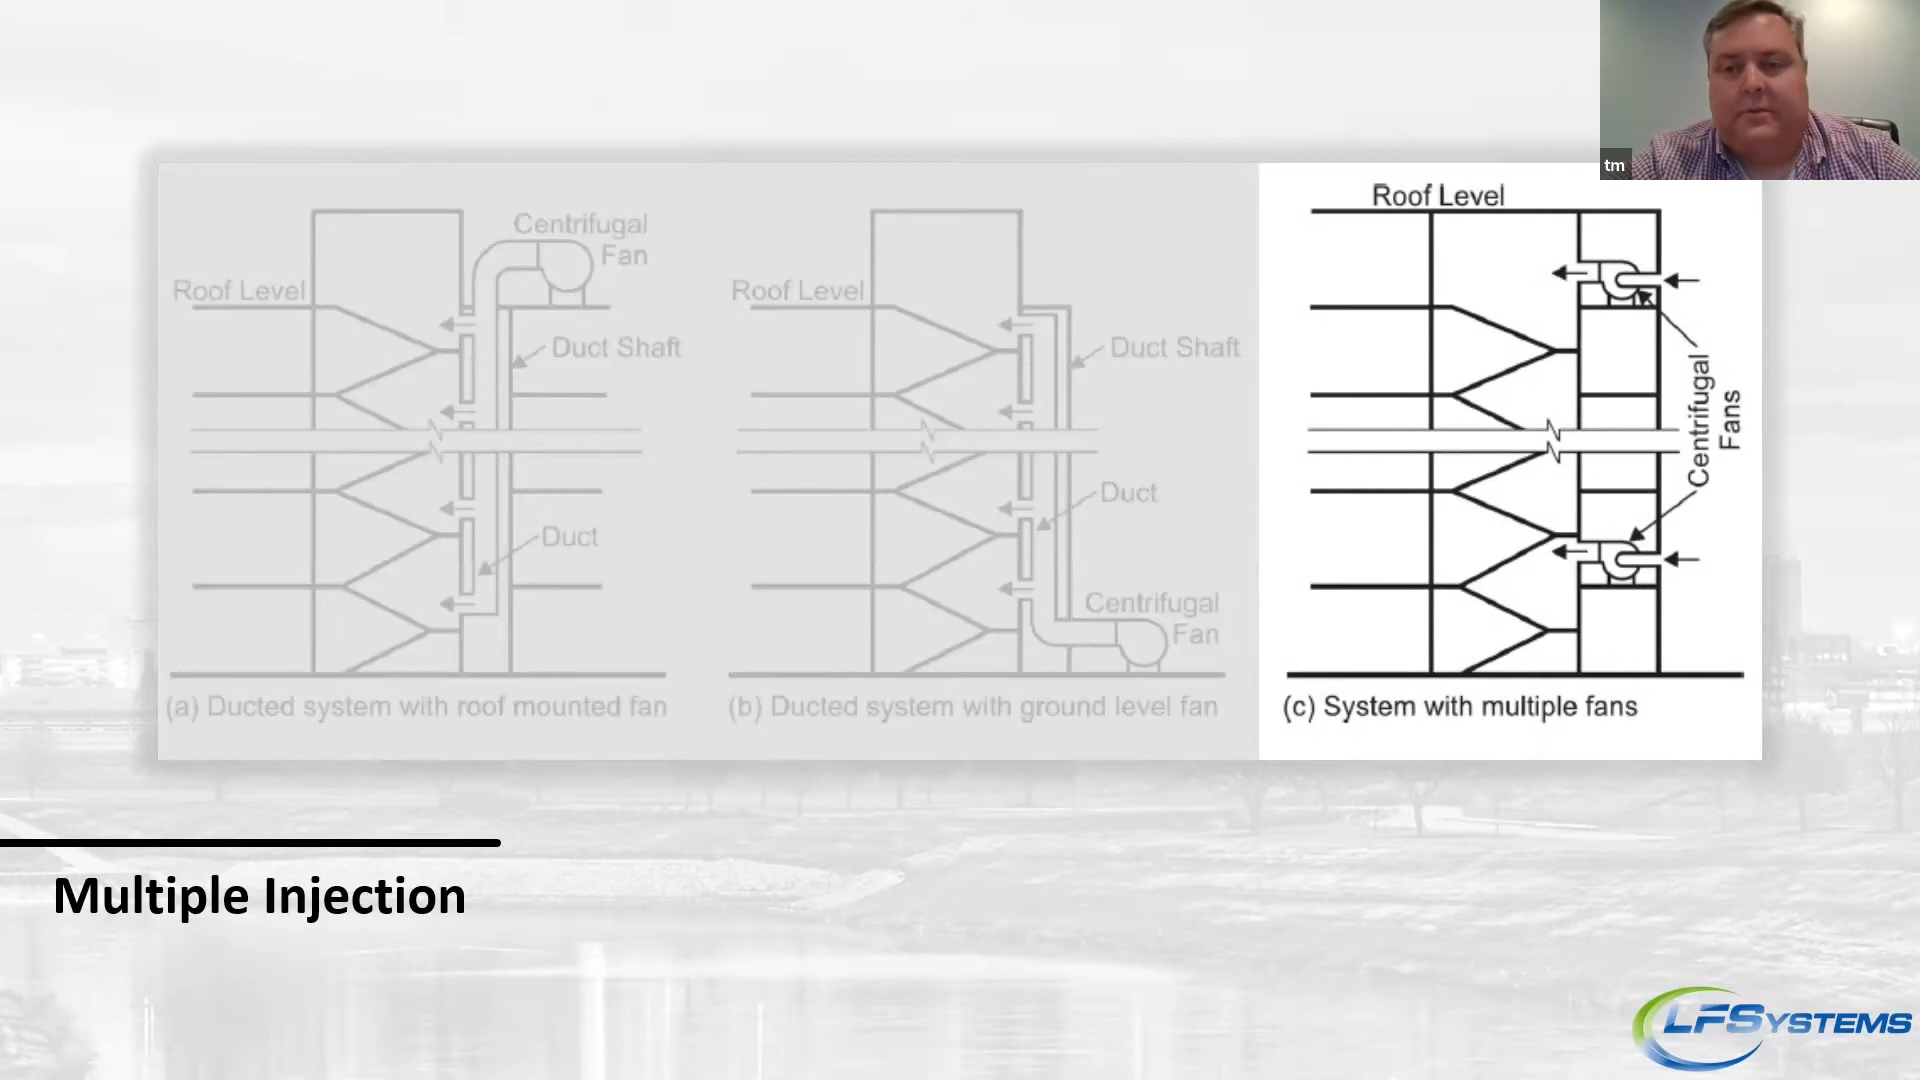 tm
Centrifugal
Fan
Roof Level
Duct Shaft
Duct
(a) Ducted system with roof mounted fan
Roof Level
Duct Shaft
Duct
Centrifugal
Fan
(b) Ducted system with ground level fan
Roof Level
Centrifugal
Fans
(c) System with multiple fans
Multiple Injection
LFSYSTEMS